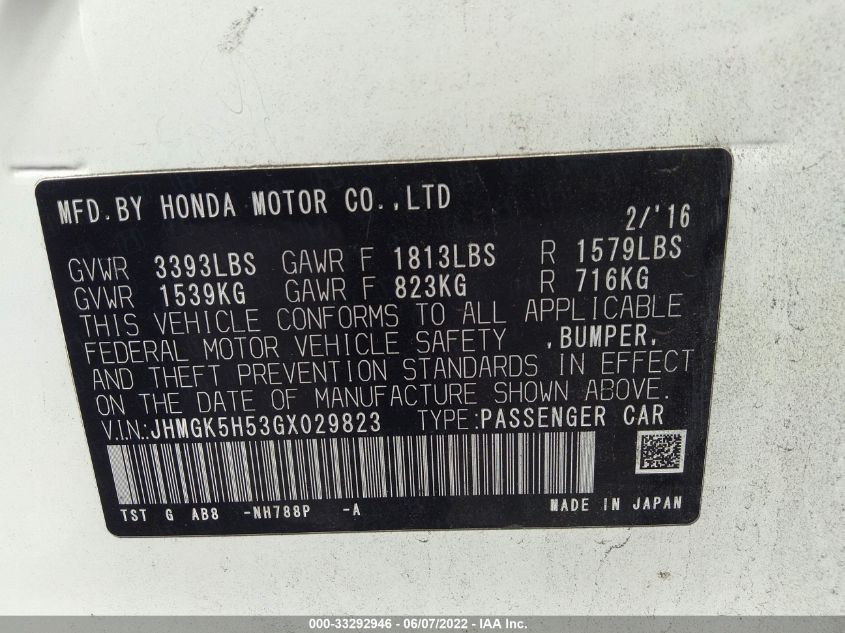 MFD.BY HONDA MOTOR CO.,LTD 2/'16
GVWR 3393LBS GAWR F 1813LBS R 1579LBS
GVWR 1539KG GAWR F 823KG R 716KG
THIS VEHICLE CONFORMS TO ALL APPLICABLE
FEDERAL MOTOR VEHICLE SAFETY ,BUMPER,
AND THEFT PREVENTION STANDARDS IN EFFECT
ON THE DATE OF MANUFACTURE SHOWN ABOVE.
V.I.N.:JHMGK5H53GX029823 TYPE:PASSENGER CAR
TST G AB8 -NH788P -A MADE IN JAPAN
000-33292946 - 06/07/2022 - IAA Inc.